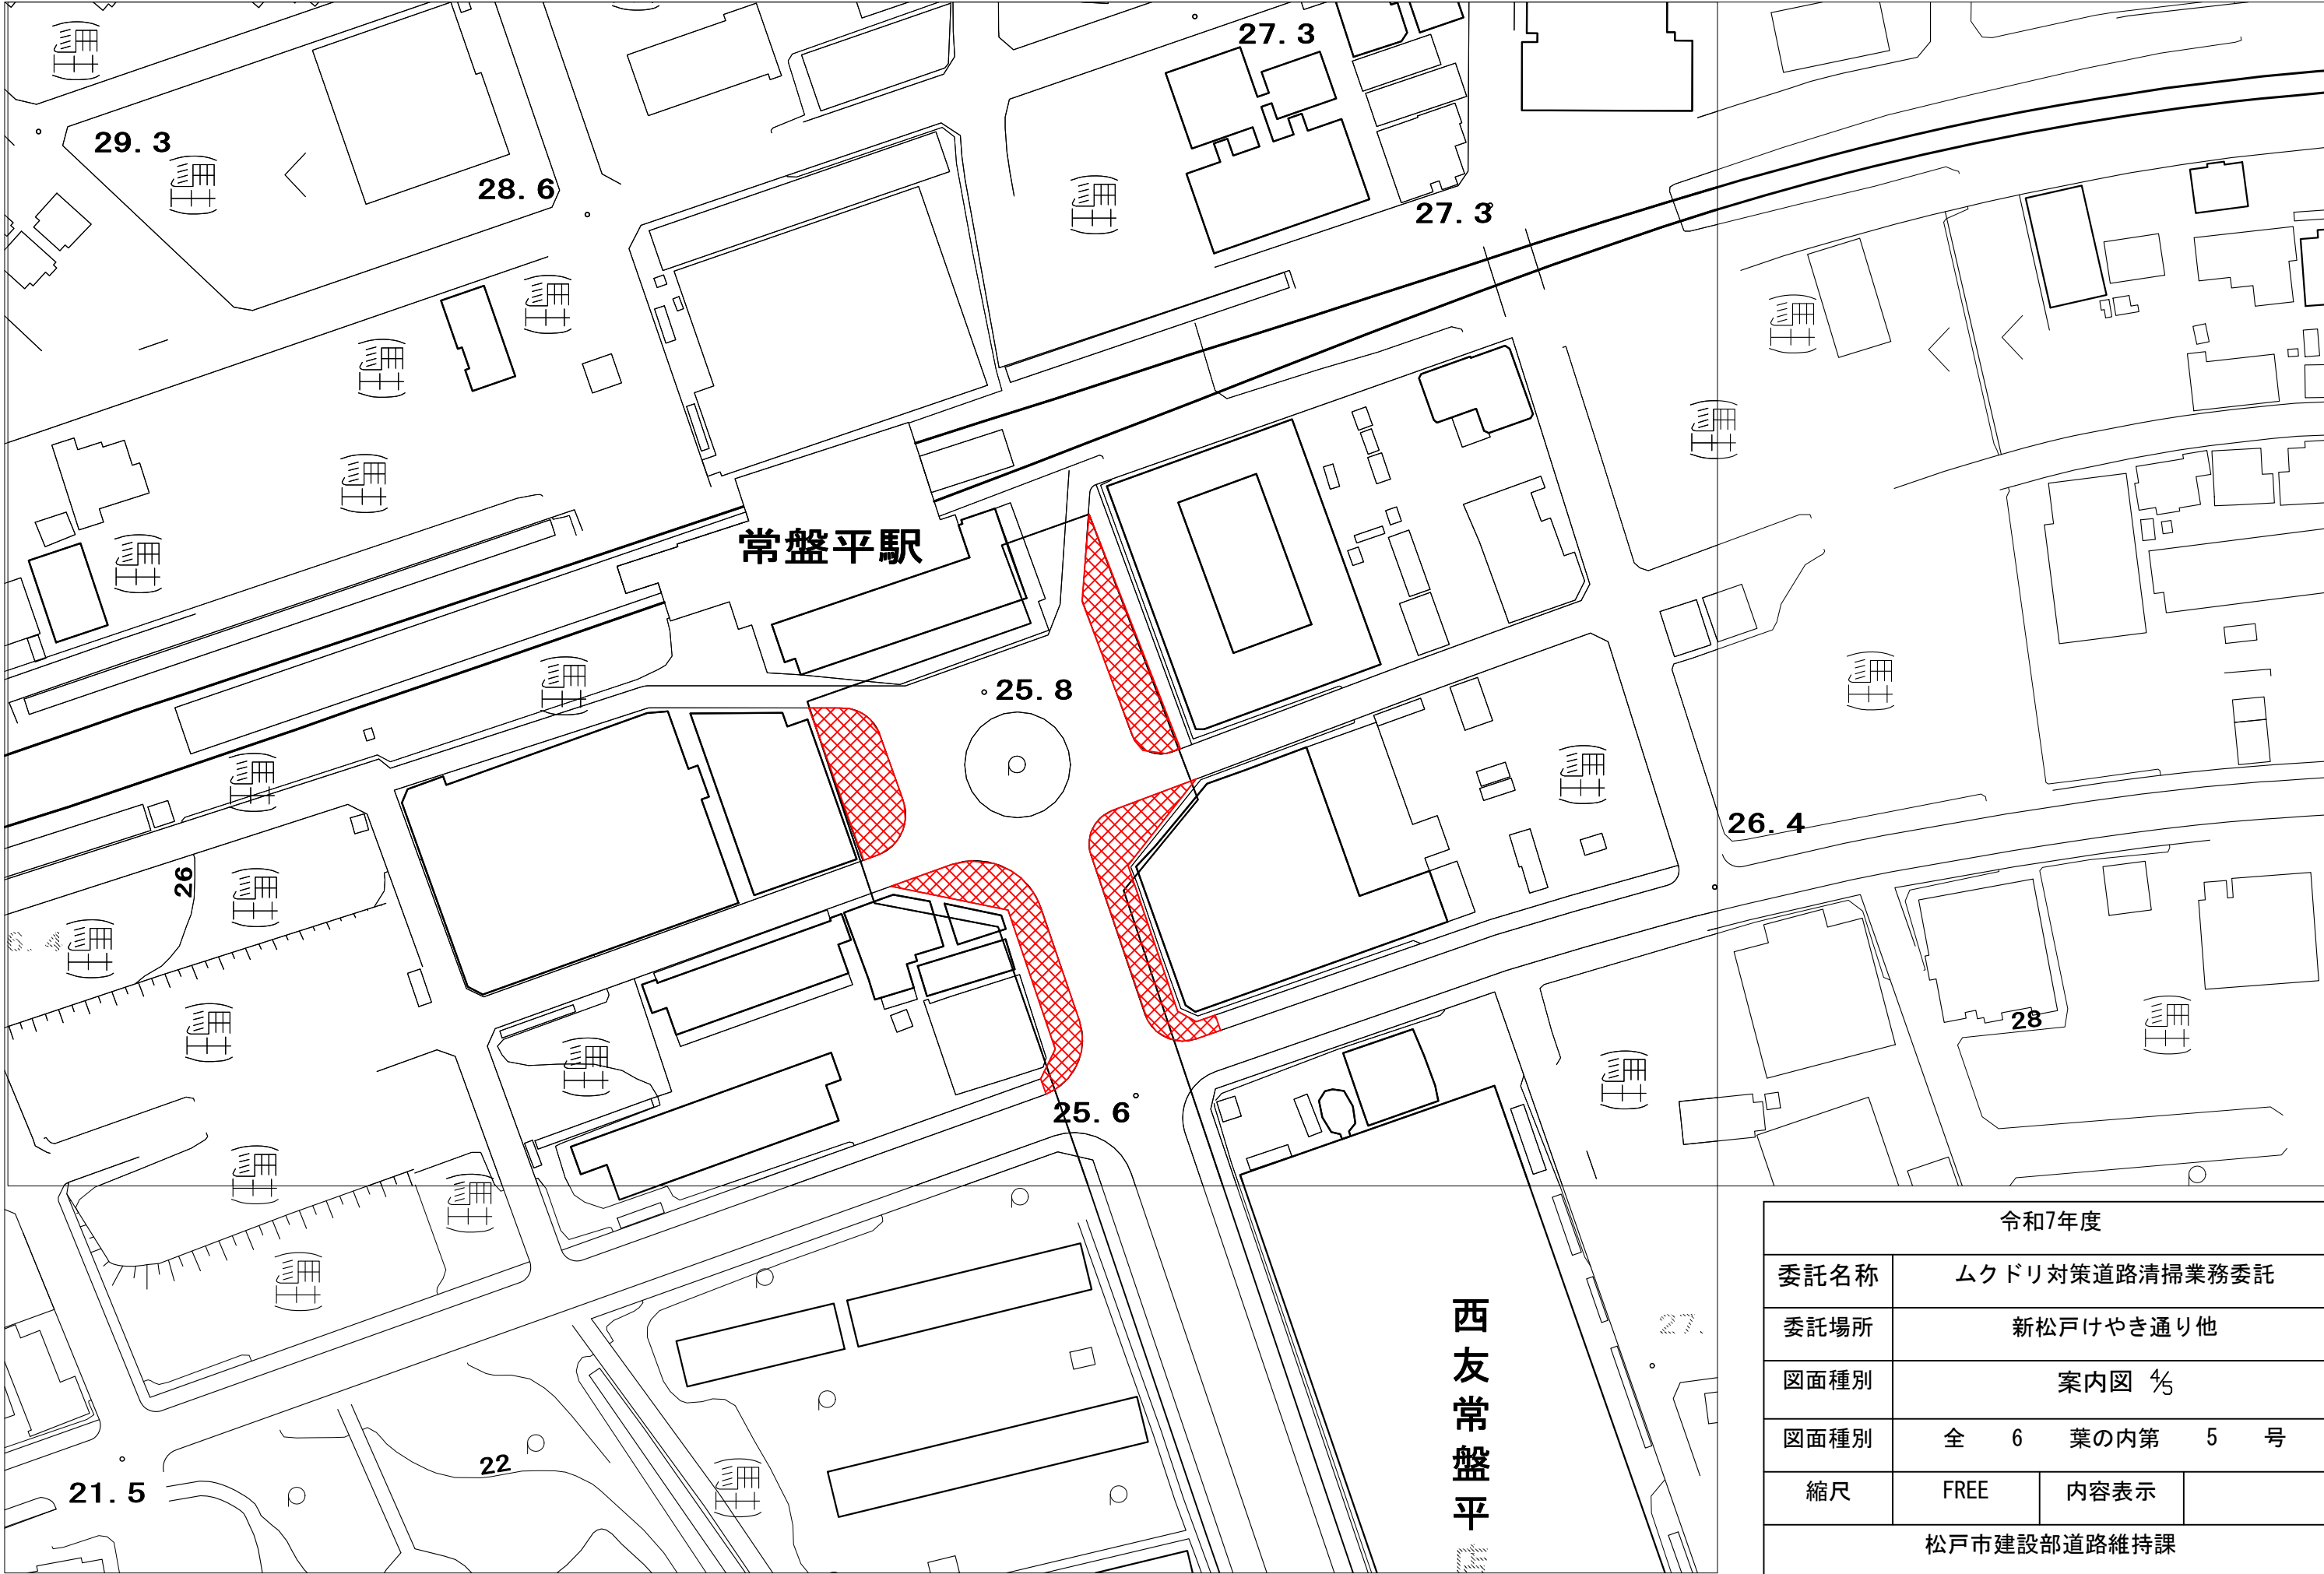 27.3
29.3
28.6
27.3
常盤平駅
25.8
26.4
26
6.4
28
25.6
西友常盤平店
27.
22
21.5
令和7年度
委託名称 ムクドリ対策道路清掃業務委託
委託場所 新松戸けやき通り他
図面種別 案内図 4/5
図面種別 全 6 葉の内第 5 号
縮尺 FREE 内容表示
松戸市建設部道路維持課